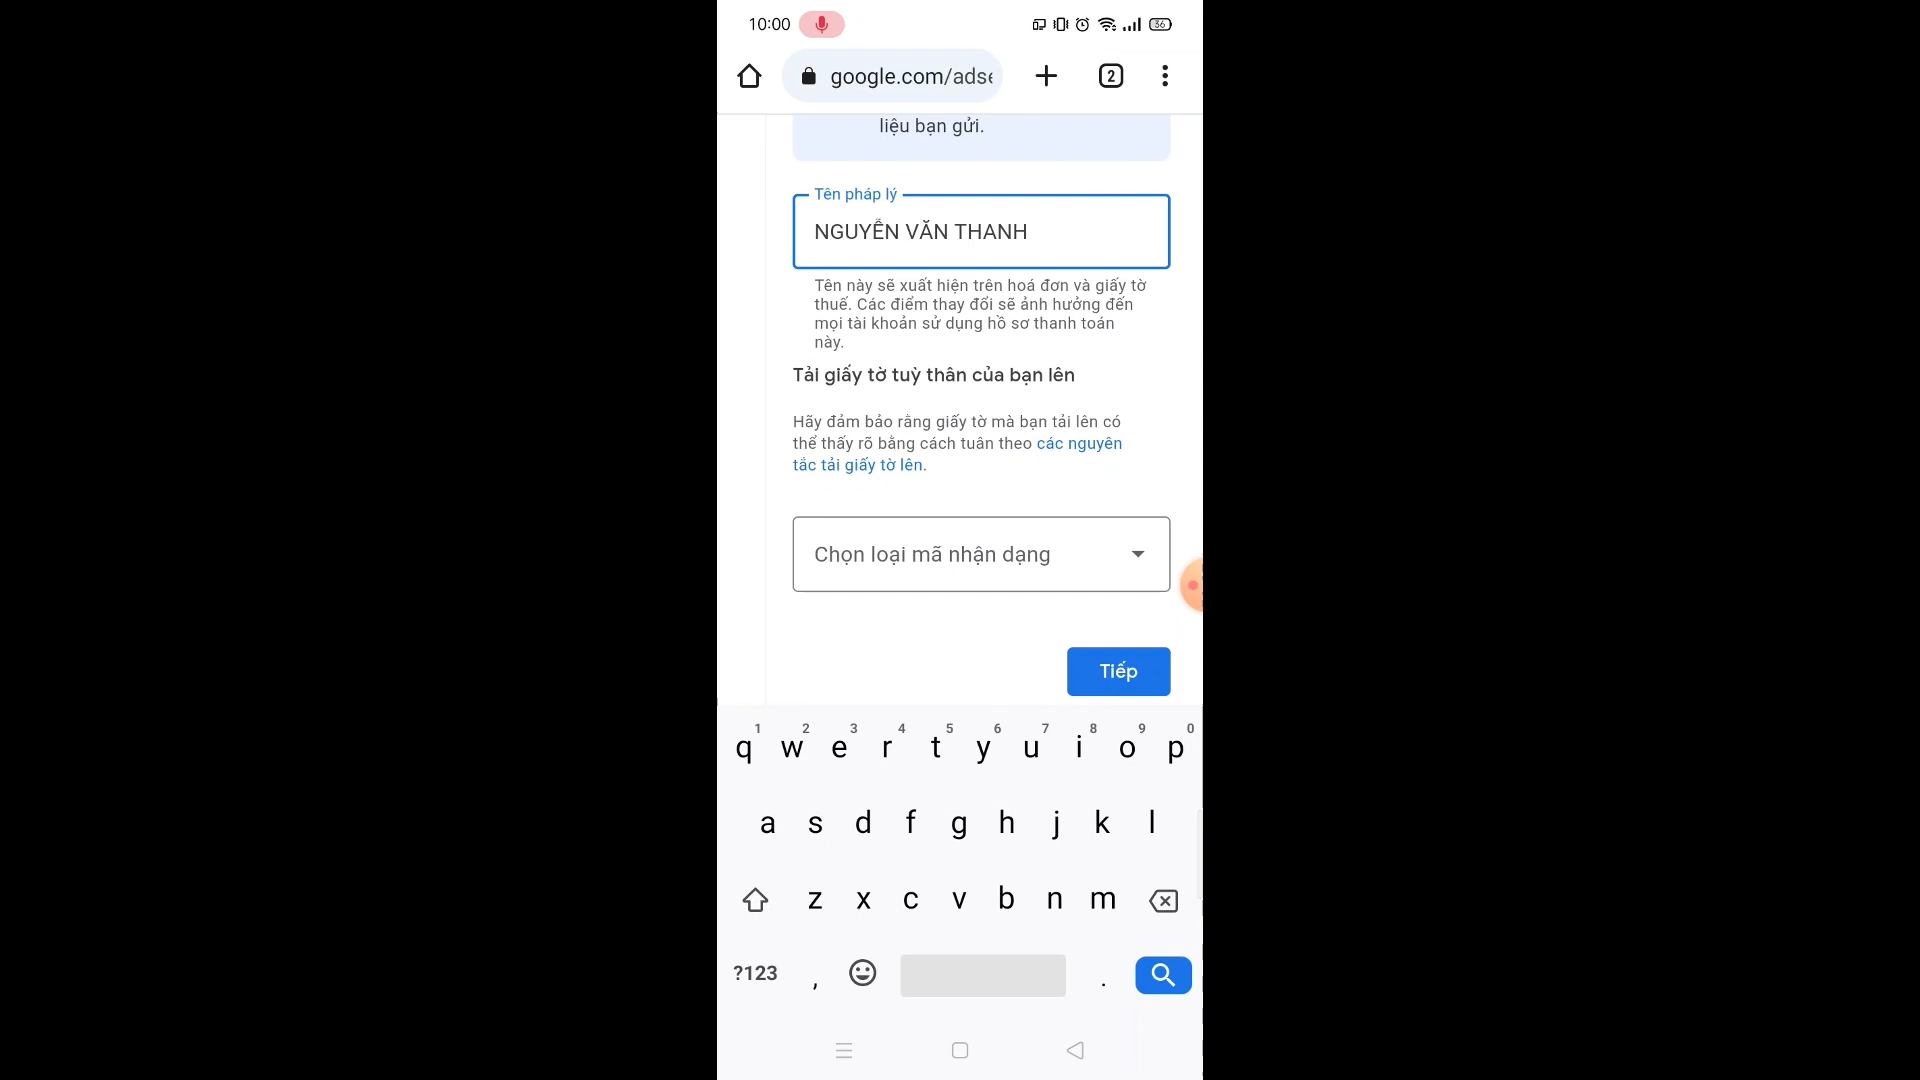 10:00
36
google.com/adse
2
liệu bạn gửi.
Tên pháp lý
NGUYỄN VĂN THANH
Tên này sẽ xuất hiện trên hoá đơn và giấy tờ
thuế. Các điểm thay đổi sẽ ảnh hưởng đến
mọi tài khoản sử dụng hồ sơ thanh toán
này.
Tải giấy tờ tuỳ thân của bạn lên
Hãy đảm bảo rằng giấy tờ mà bạn tải lên có
thể thấy rõ bằng cách tuân theo các nguyên
tắc tải giấy tờ lên.
Chọn loại mã nhận dạng
Tiếp
1 2 3 4 5 6 7 8 9 0
q w e r t y u i o p
a s d f g h j k l
z x c v b n m
?123 , .